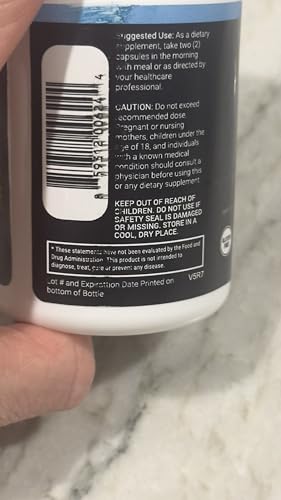 Suggested Use: As a dietary
supplement, take two (2)
capsules in the morning
with meal or as directed by
your healthcare
professional.
CAUTION: Do not exceed
recommended dose.
Pregnant or nursing
mothers, children under the
age of 18, and individuals
with a known medical
condition should consult a
physician before using this
or any dietary supplement.
KEEP OUT OF REACH OF
CHILDREN. DO NOT USE IF
SAFETY SEAL IS DAMAGED
OR MISSING. STORE IN A
COOL, DRY PLACE.
* These statements have not been evaluated by the Food and
Drug Administration. This product is not intended to
diagnose, treat, cure or prevent any disease.
Lot # and Expirattion Date Printed on
bottom of Bottle
V5R7